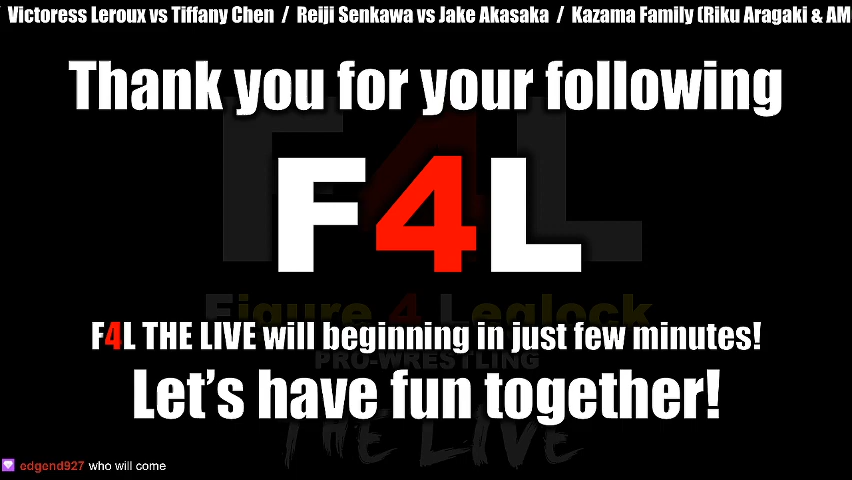 Victoress Leroux vs Tiffany Chen / Reiji Senkawa vs Jake Akasaka / Kazama Family (Riku Aragaki & AM
Thank you for your following
F4L
Figure 4 Leglock
F4L THE LIVE will beginning in just few minutes!
PRO-WRESTLING
Let's have fun together!
THE LIVE
edgend927 who will come